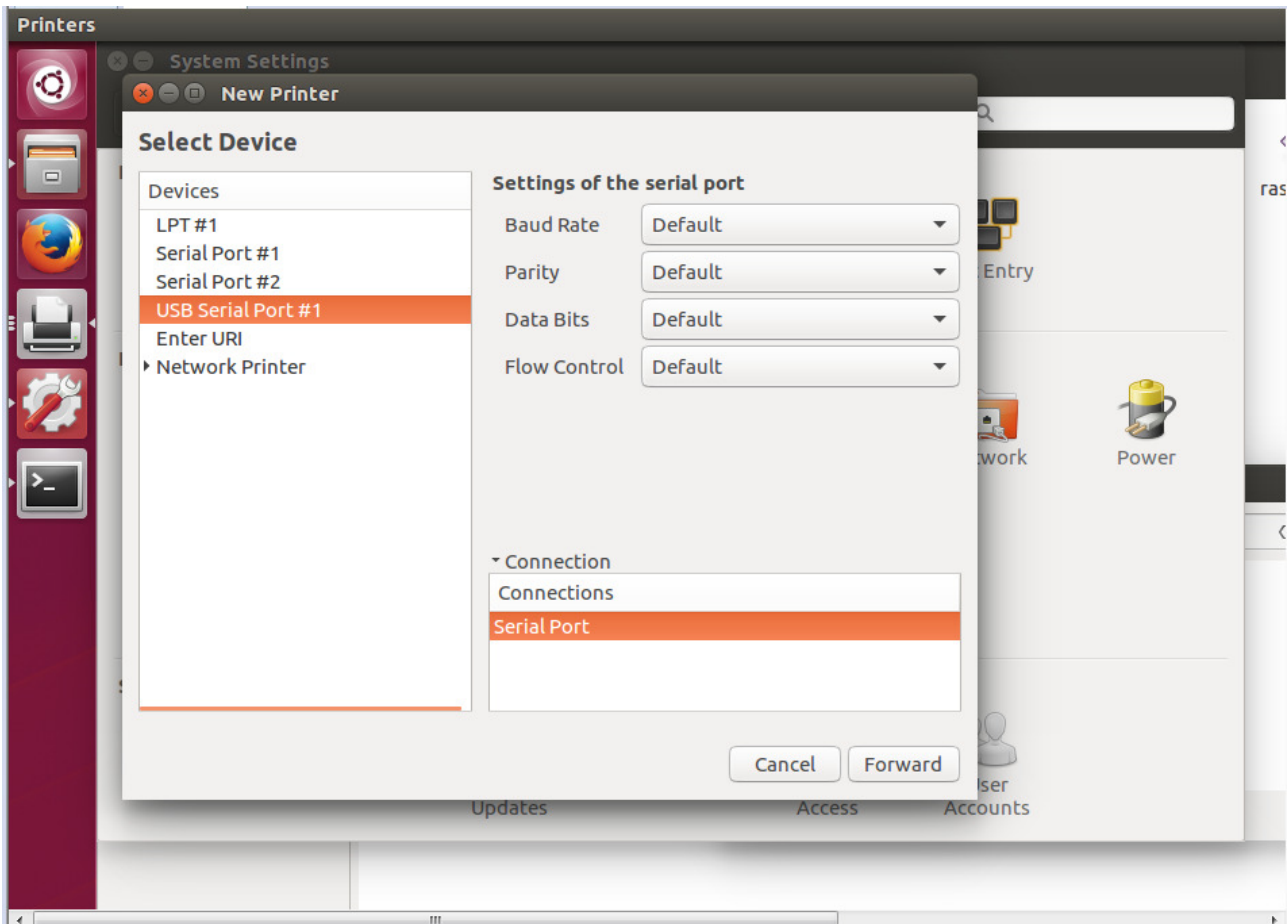 Printers
System Settings
New Printer
Select Device
Devices
LPT #1
Serial Port #1
Serial Port #2
USB Serial Port #1
Enter URI
Network Printer
Settings of the serial port
Baud Rate Default
Parity Default
Data Bits Default
Flow Control Default
Connection
Connections
Serial Port
Cancel Forward
Entry
ras
work
Power
Updates
Access
ser
Accounts
>_